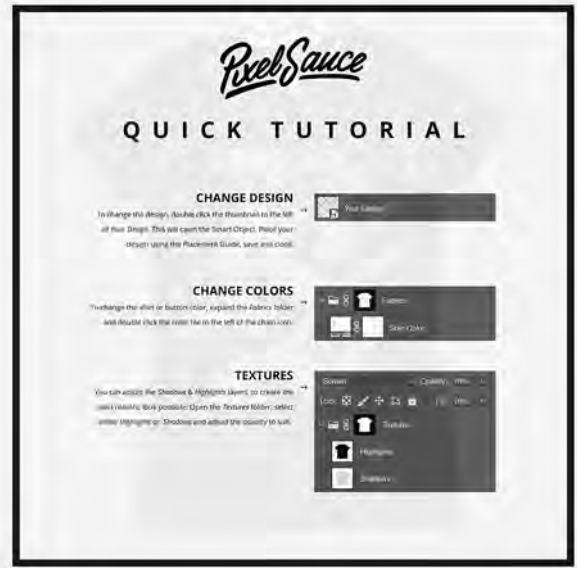 PixelSauce
QUICK TUTORIAL
CHANGE DESIGN
To change the design, double click the thumbnail to the left
of Your Design. This will open the Smart Object. Paste your
design using the Placement Guide, save and close.
Your Design
CHANGE COLORS
To change the shirt or button color, expand the Fabrics folder
and double click the color tile to the left of the chain icon.
Fabrics
Shirt Color
TEXTURES
You can adjust the Shadows & Highlights layers, to create the
most realistic look possible. Open the Textures folder, select
either Highlights or Shadows and adjust the opacity to suit.
Screen
Opacity:
Lock:
Fill:
Textures
Highlights
Shadows